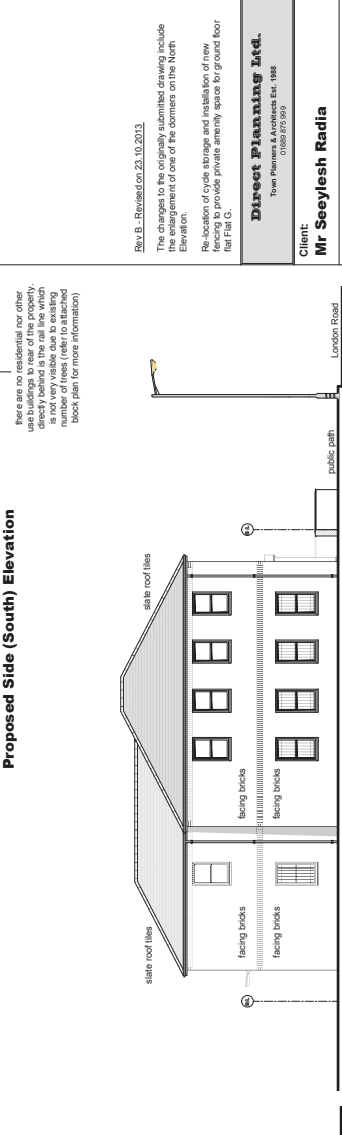 Proposed Side (South) Elevation
there are no residential nor other
use buildings to rear of the property.
directly behind is the rail line which
is not very visible due to existing
number of trees (refer to attached
block plan for more information)
slate roof tiles
slate roof tiles
facing bricks
facing bricks
facing bricks
facing bricks
public path
London Road
Rev B - Revised on 23.10.2013
The changes to the originally submitted drawing include
the enlargement of one of the dormers on the North
Elevation.
Re-location of cycle storage and installation of new
fencing to provide private amenity space for ground floor
flat Flat G.
Direct Planning Ltd.
Town Planners & Architects Est. 1988
01689 875 999
Client:
Mr Seeylesh Radia